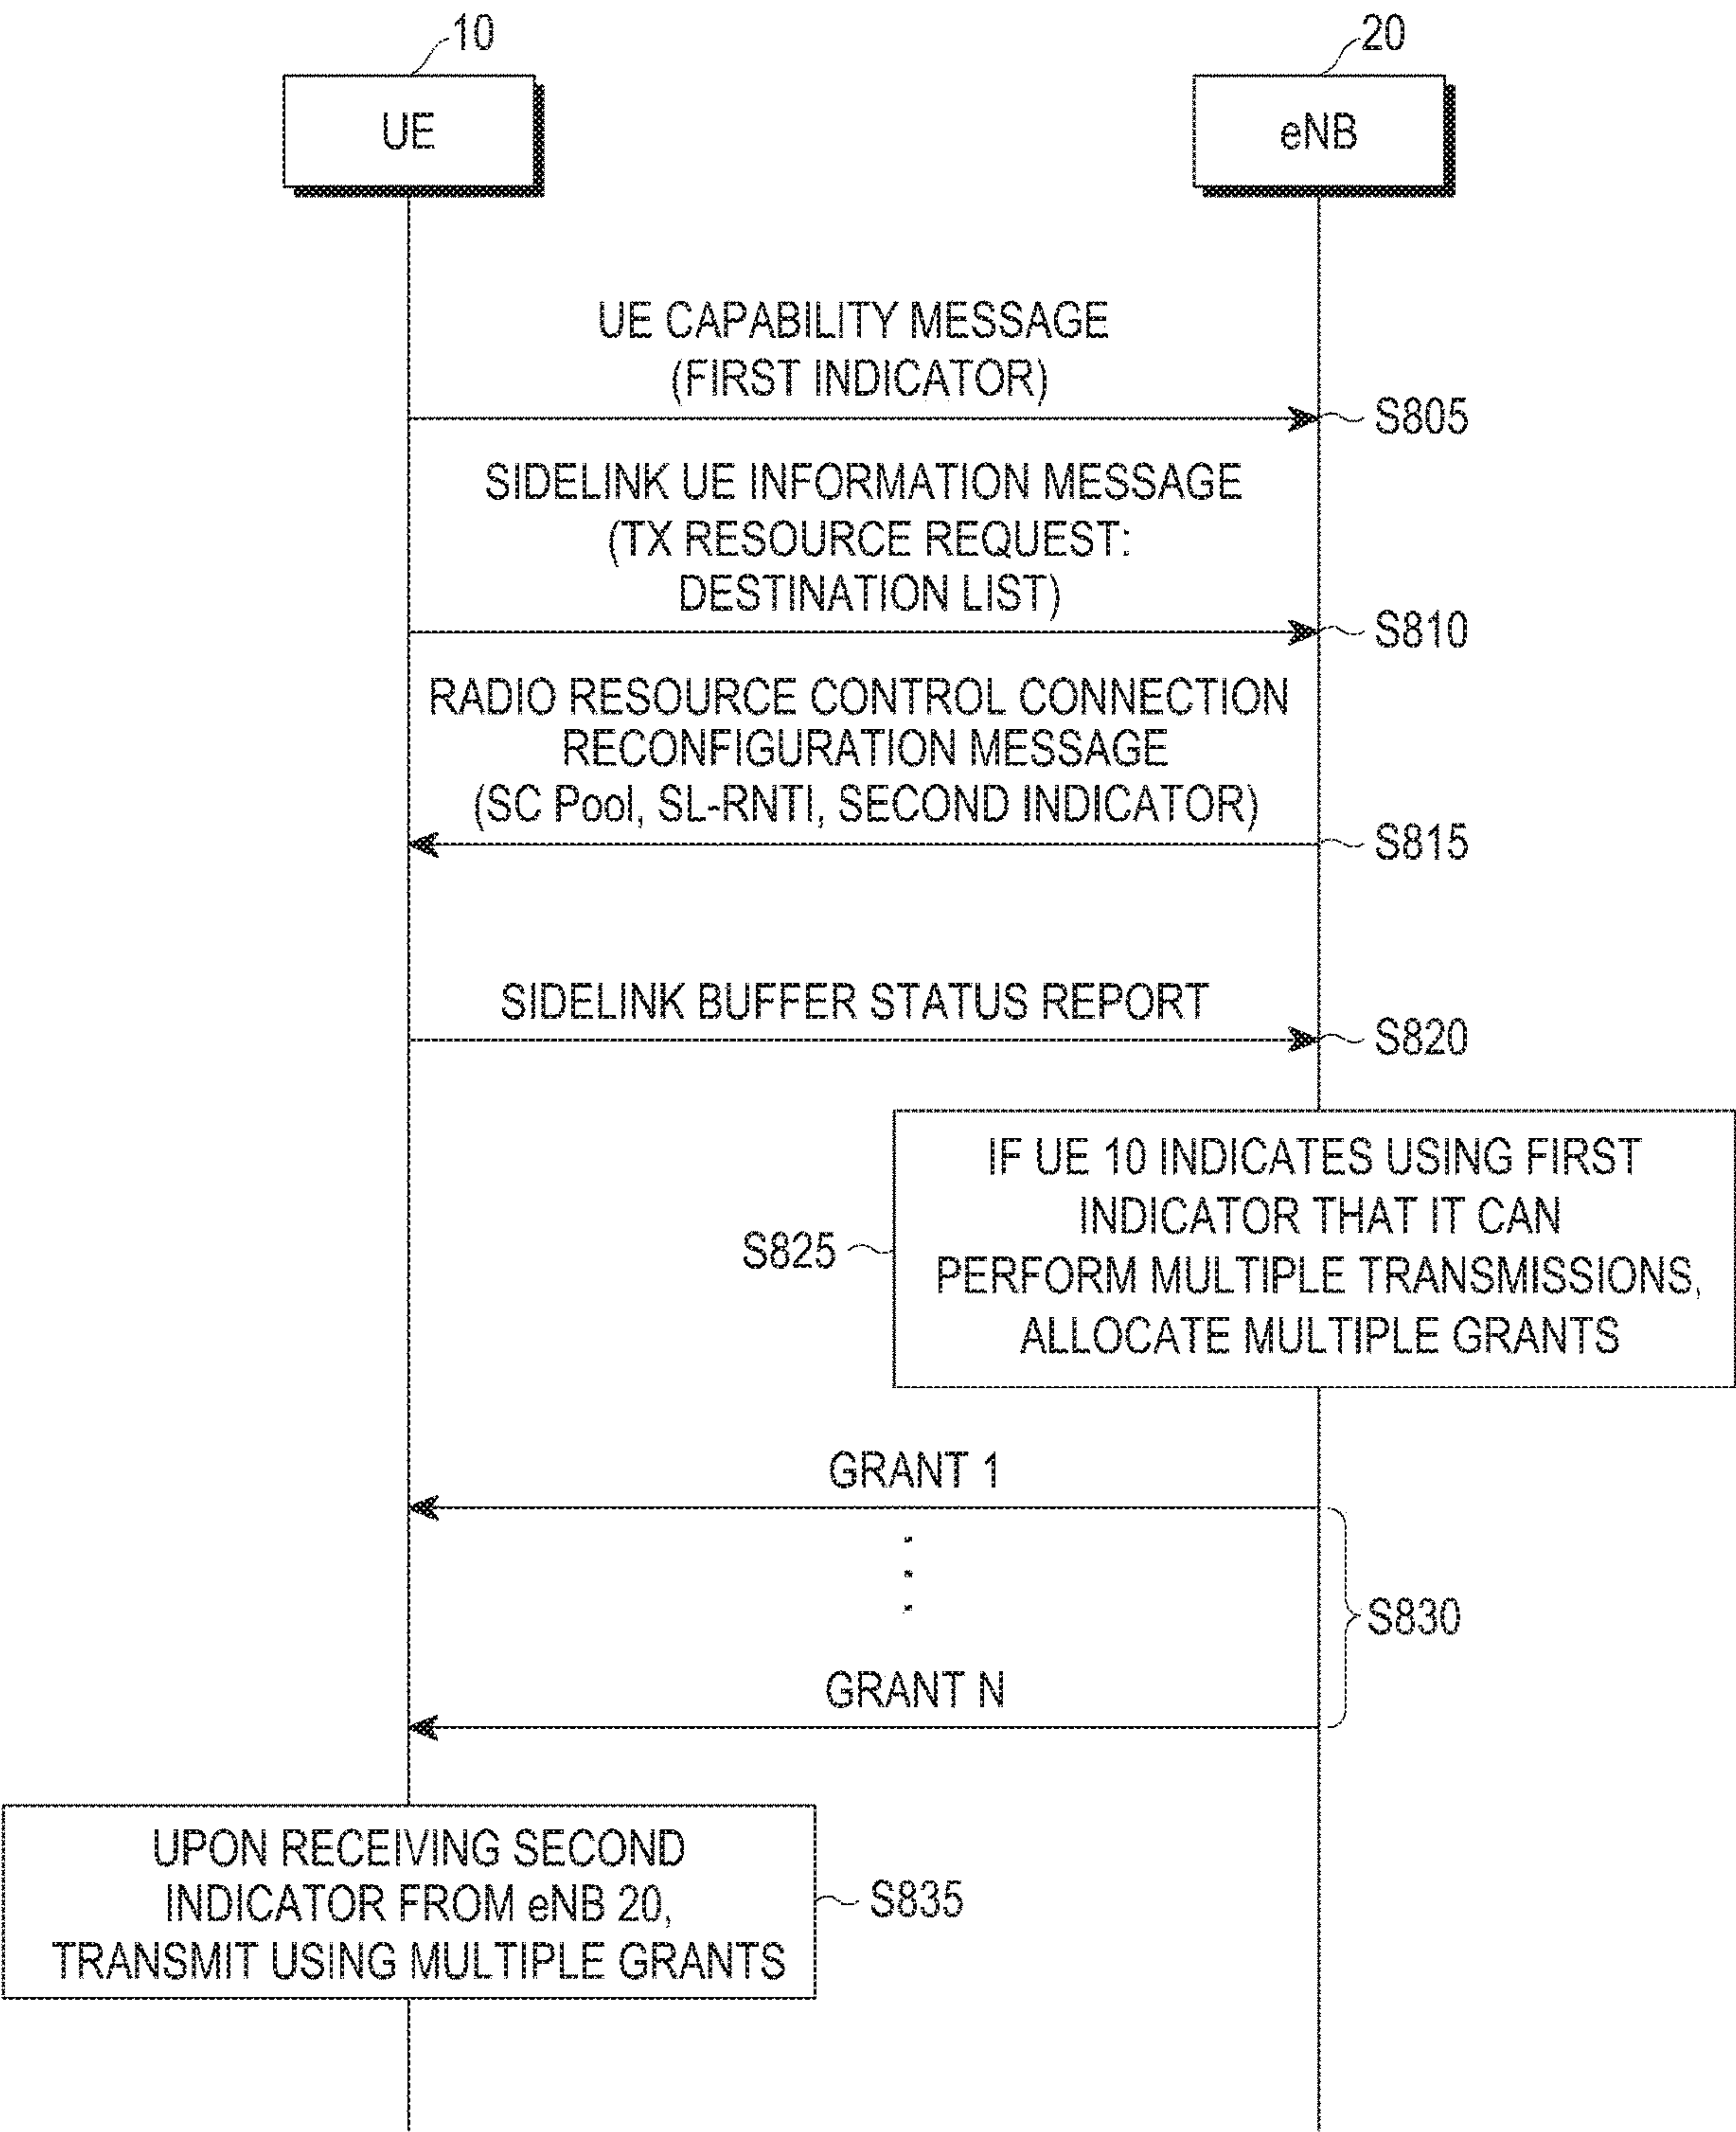 10
20
UE
eNB
UE CAPABILITY MESSAGE
(FIRST INDICATOR)
S805
SIDELINK UE INFORMATION MESSAGE
(TX RESOURCE REQUEST:
DESTINATION LIST)
S810
RADIO RESOURCE CONTROL CONNECTION
RECONFIGURATION MESSAGE
(SC Pool, SL-RNTI, SECOND INDICATOR)
S815
SIDELINK BUFFER STATUS REPORT
S820
IF UE 10 INDICATES USING FIRST
INDICATOR THAT IT CAN
PERFORM MULTIPLE TRANSMISSIONS,
ALLOCATE MULTIPLE GRANTS
S825
GRANT 1
S830
GRANT N
UPON RECEIVING SECOND
INDICATOR FROM eNB 20,
TRANSMIT USING MULTIPLE GRANTS
S835